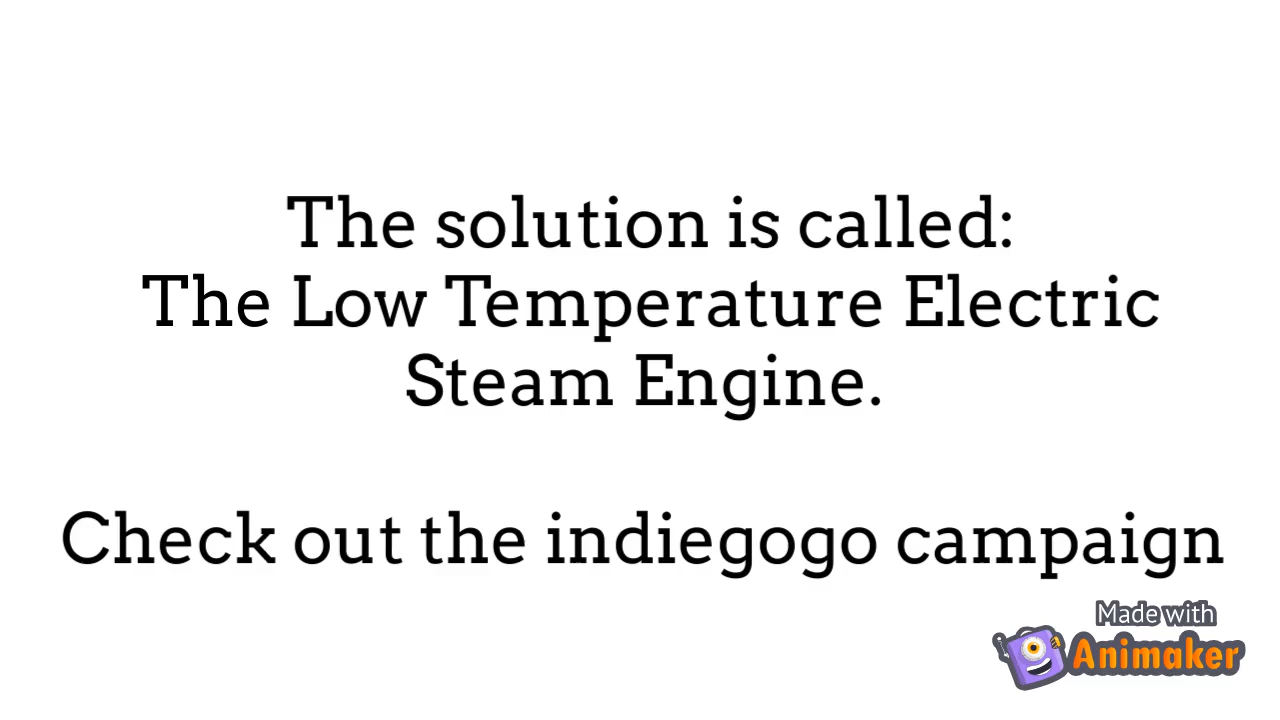 The solution is called:
The Low Temperature Electric
Steam Engine.
Check out the indiegogo campaign
Made with
Animaker